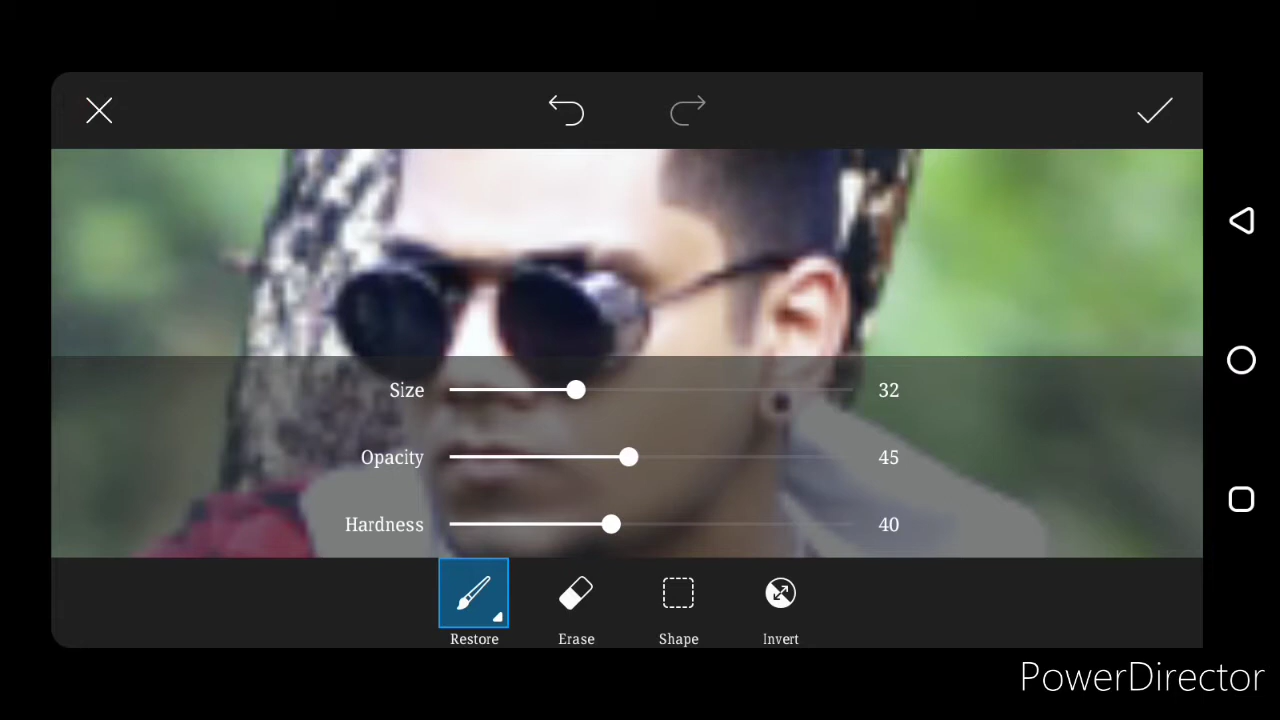 Size 32
Opacity 45
Hardness 40
Restore Erase Shape Invert
PowerDirector